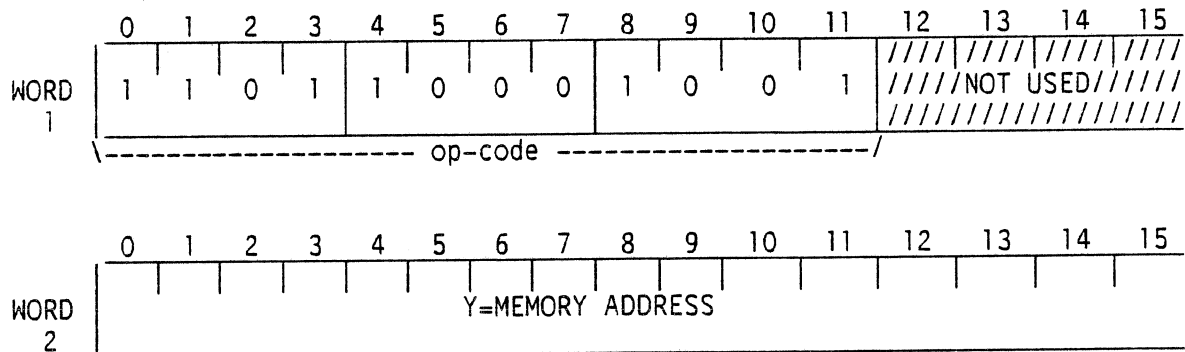 0 1 2 3 4 5 6 7 8 9 10 11 12 13 14 15
WORD 1 1 0 1 1 0 0 0 1 0 0 1 /////NOT USED//////
1
\------------------- op-code -------------------/
0 1 2 3 4 5 6 7 8 9 10 11 12 13 14 15
WORD Y=MEMORY ADDRESS
2